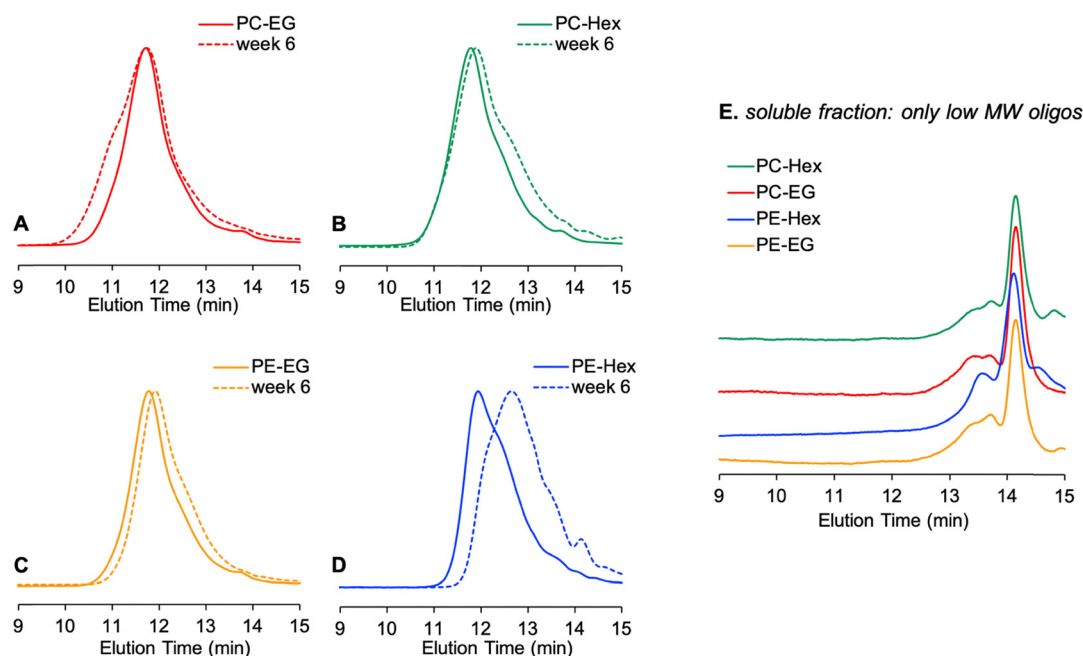 PC-EG
week 6
A
9 10 11 12 13 14 15
Elution Time (min)
PC-Hex
week 6
B
9 10 11 12 13 14 15
Elution Time (min)
PE-EG
week 6
C
9 10 11 12 13 14 15
Elution Time (min)
PE-Hex
week 6
D
9 10 11 12 13 14 15
Elution Time (min)
E. soluble fraction: only low MW oligos
PC-Hex
PC-EG
PE-Hex
PE-EG
9 10 11 12 13 14 15
Elution Time (min)